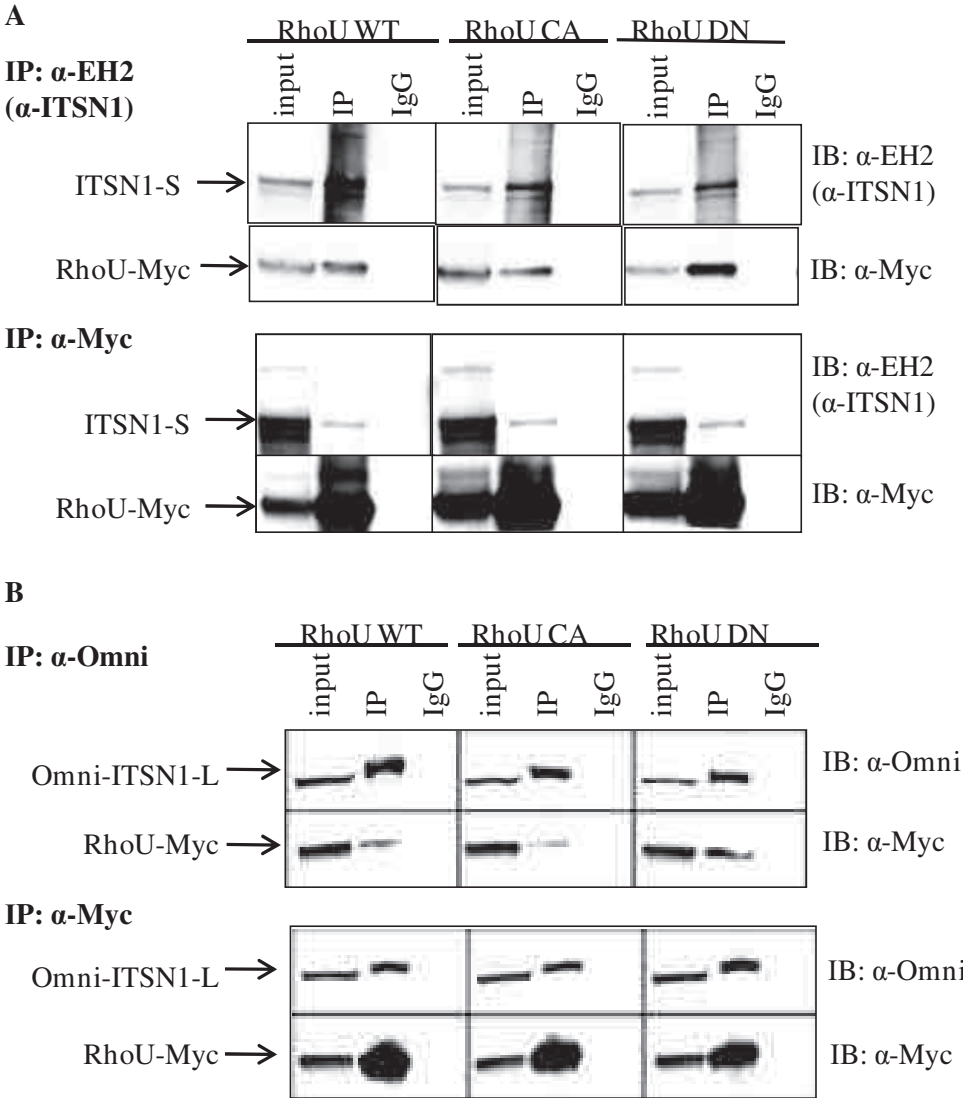 A
RhoU WT RhoU CA RhoU DN
IP: α-EH2
(α-ITSN1)
input IP IgG input IP IgG input IP IgG
ITSN1-S
IB: α-EH2
(α-ITSN1)
RhoU-Myc
IB: α-Myc
IP: α-Myc
ITSN1-S
IB: α-EH2
(α-ITSN1)
RhoU-Myc
IB: α-Myc
B
RhoU WT RhoU CA RhoU DN
IP: α-Omni
input IP IgG input IP IgG input IP IgG
Omni-ITSN1-L
IB: α-Omni
RhoU-Myc
IB: α-Myc
IP: α-Myc
Omni-ITSN1-L
IB: α-Omni
RhoU-Myc
IB: α-Myc